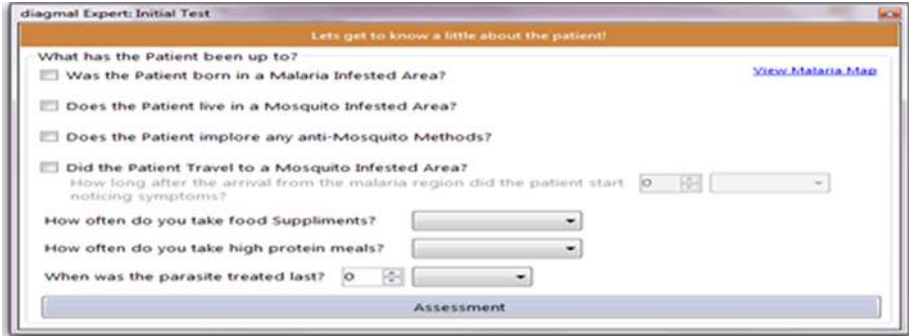 diagmal Expert: Initial Test
Lets get to know a little about the patient!
What has the Patient been up to?
Was the Patient born in a Malaria Infested Area?
View Malaria Map
Does the Patient live in a Mosquito Infested Area?
Does the Patient implore any anti-Mosquito Methods?
Did the Patient Travel to a Mosquito Infested Area?
How long after the arrival from the malaria region did the patient start 0
noticing symptoms?
How often do you take food Suppliments?
How often do you take high protein meals?
When was the parasite treated last? 0
Assessment